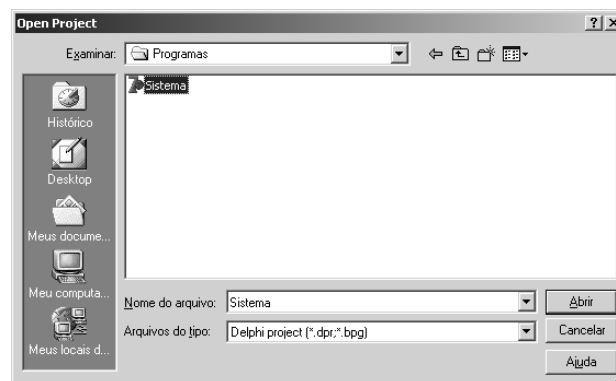 Open Project
Examinar: Programas
Sistema
Histórico
Desktop
Meus docume...
Meu computa...
Meus locais d...
Nome do arquivo: Sistema Abrir
Arquivos do tipo: Delphi project (*.dpr;*.bpg) Cancelar
Ajuda